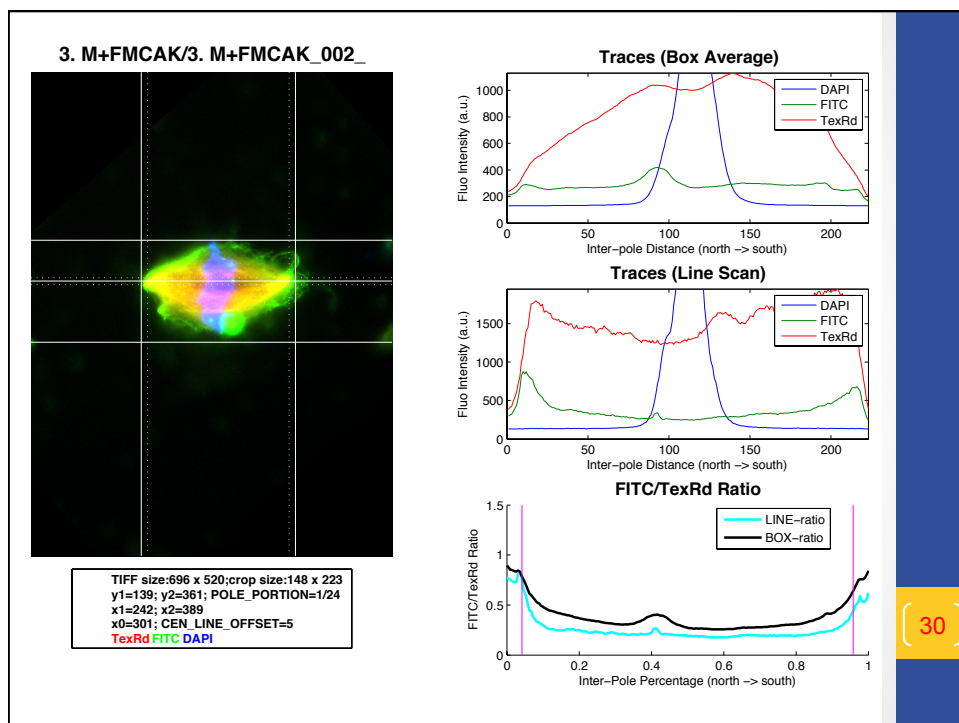 3. M+FMCAK/3. M+FMCAK_002_
TIFF size:696 x 520;crop size:148 x 223
y1=139; y2=361; POLE_PORTION=1/24
x1=242; x2=389
x0=301; CEN_LINE_OFFSET=5
TexRd FITC DAPI
Traces (Box Average)
Fluo Intensity (a.u.)
1000
800
600
400
200
0
DAPI
FITC
TexRd
0 50 100 150 200
Inter-pole Distance (north -> south)
Traces (Line Scan)
Fluo Intensity (a.u.)
1500
1000
500
0
DAPI
FITC
TexRd
0 50 100 150 200
Inter-pole Distance (north -> south)
FITC/TexRd Ratio
FITC/TexRd Ratio
1.5
1
0.5
0
LINE-ratio
BOX-ratio
0 0.2 0.4 0.6 0.8 1
Inter-Pole Percentage (north -> south)
30